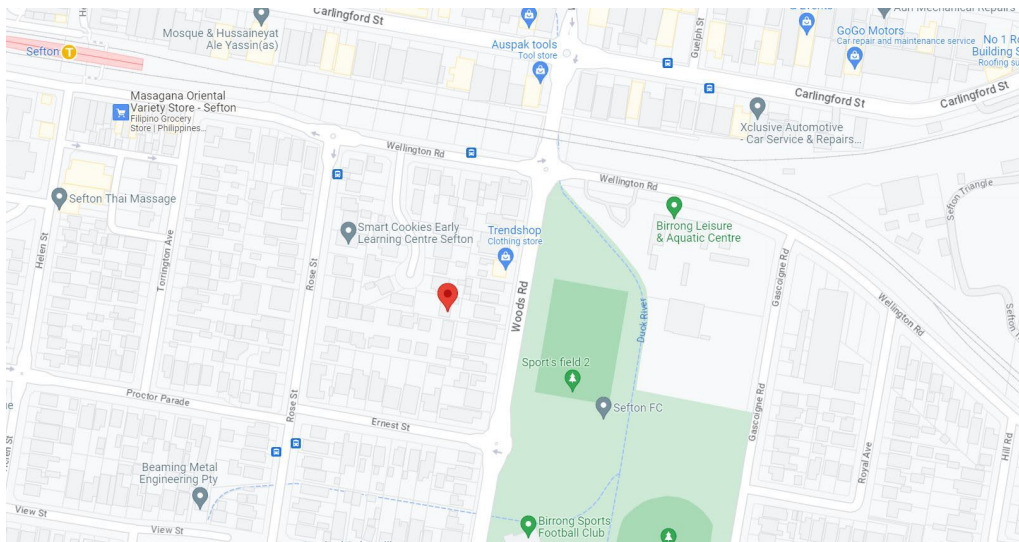 Carlingford St
Mosque & Hussaineyat
Ale Yassin(as)
Auspak tools
Tool store
Guelph St
GoGo Motors
Car repair and maintenance service
Building
Sefton
T
Masagana Oriental
Variety Store - Sefton
Filipino Grocery
Store | Philippines...
Carlingford St
Carlingford St
Xclusive Automotive
- Car Service & Repairs...
Wellington Rd
Wellington Rd
Sefton Triangle
Sefton Thai Massage
Smart Cookies Early
Learning Centre Sefton
Trendshop
Clothing store
Birrong Leisure
& Aquatic Centre
Helen St
Torrington Ave
Rose St
Woods Rd
Duck River
Gascoigne Rd
Wellington Rd
Sport's field 2
Sefton FC
Proctor Parade
Rose St
Ernest St
Gascoigne Rd
Royal Ave
Hill Rd
Beaming Metal
Engineering Pty
View St
View St
Birrong Sports
Football Club